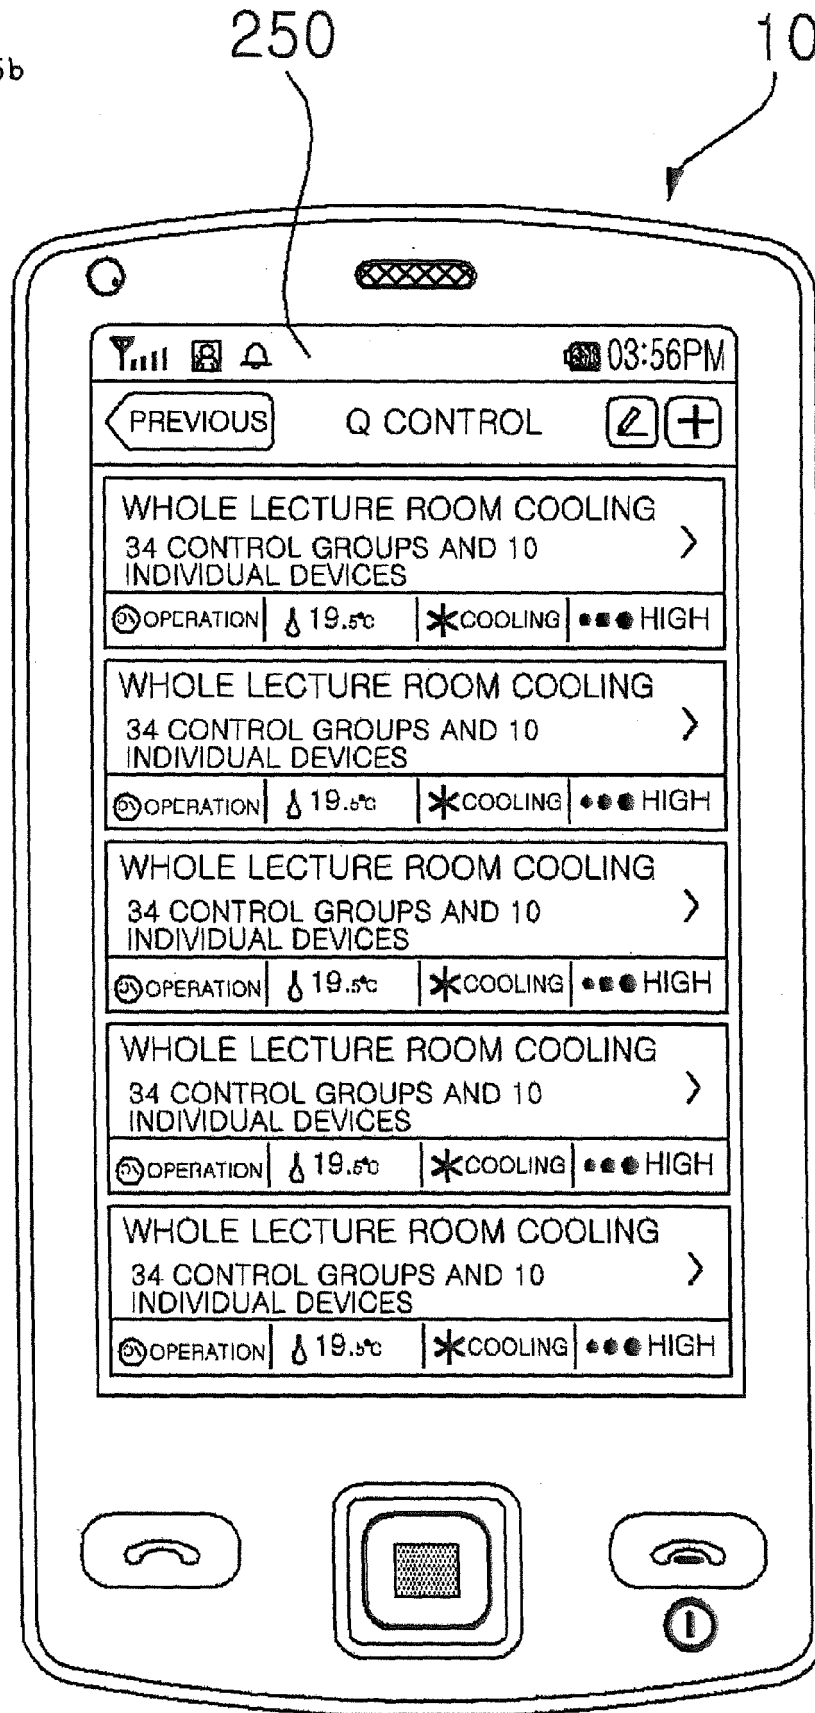 250
10
5b
03:56PM
PREVIOUS Q CONTROL
WHOLE LECTURE ROOM COOLING
34 CONTROL GROUPS AND 10
INDIVIDUAL DEVICES
OPERATION 19.5°C COOLING HIGH
WHOLE LECTURE ROOM COOLING
34 CONTROL GROUPS AND 10
INDIVIDUAL DEVICES
OPERATION 19.5°C COOLING HIGH
WHOLE LECTURE ROOM COOLING
34 CONTROL GROUPS AND 10
INDIVIDUAL DEVICES
OPERATION 19.5°C COOLING HIGH
WHOLE LECTURE ROOM COOLING
34 CONTROL GROUPS AND 10
INDIVIDUAL DEVICES
OPERATION 19.5°C COOLING HIGH
WHOLE LECTURE ROOM COOLING
34 CONTROL GROUPS AND 10
INDIVIDUAL DEVICES
OPERATION 19.5°C COOLING HIGH